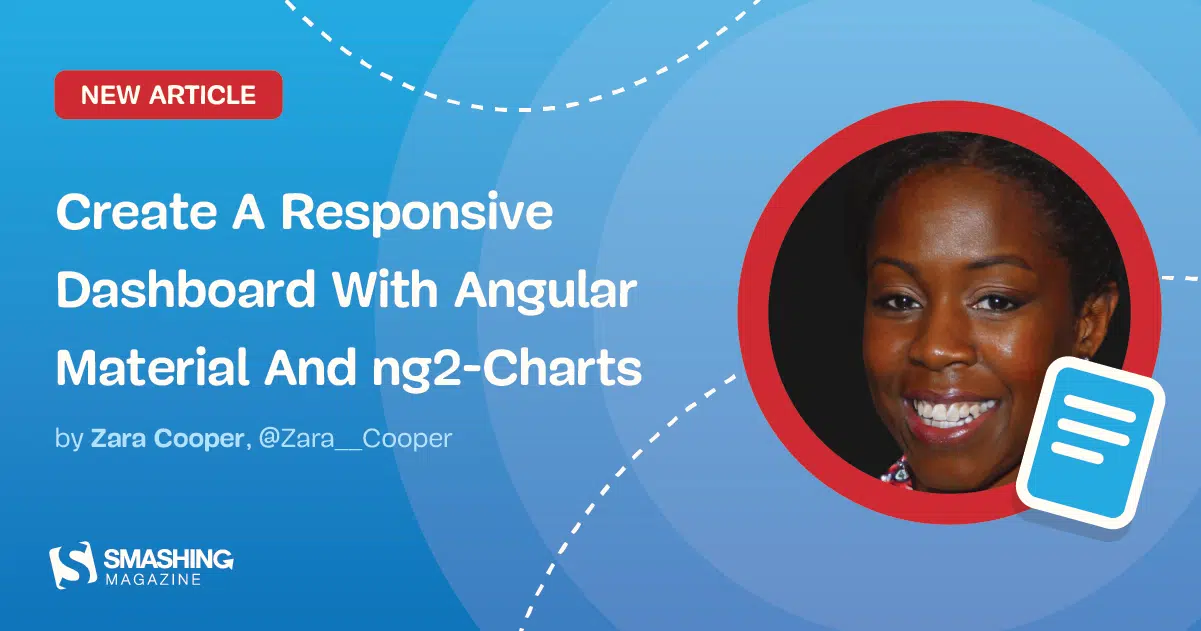 NEW ARTICLE
Create A Responsive
Dashboard With Angular
Material And ng2-Charts
by Zara Cooper, @Zara__Cooper
SMASHING
MAGAZINE